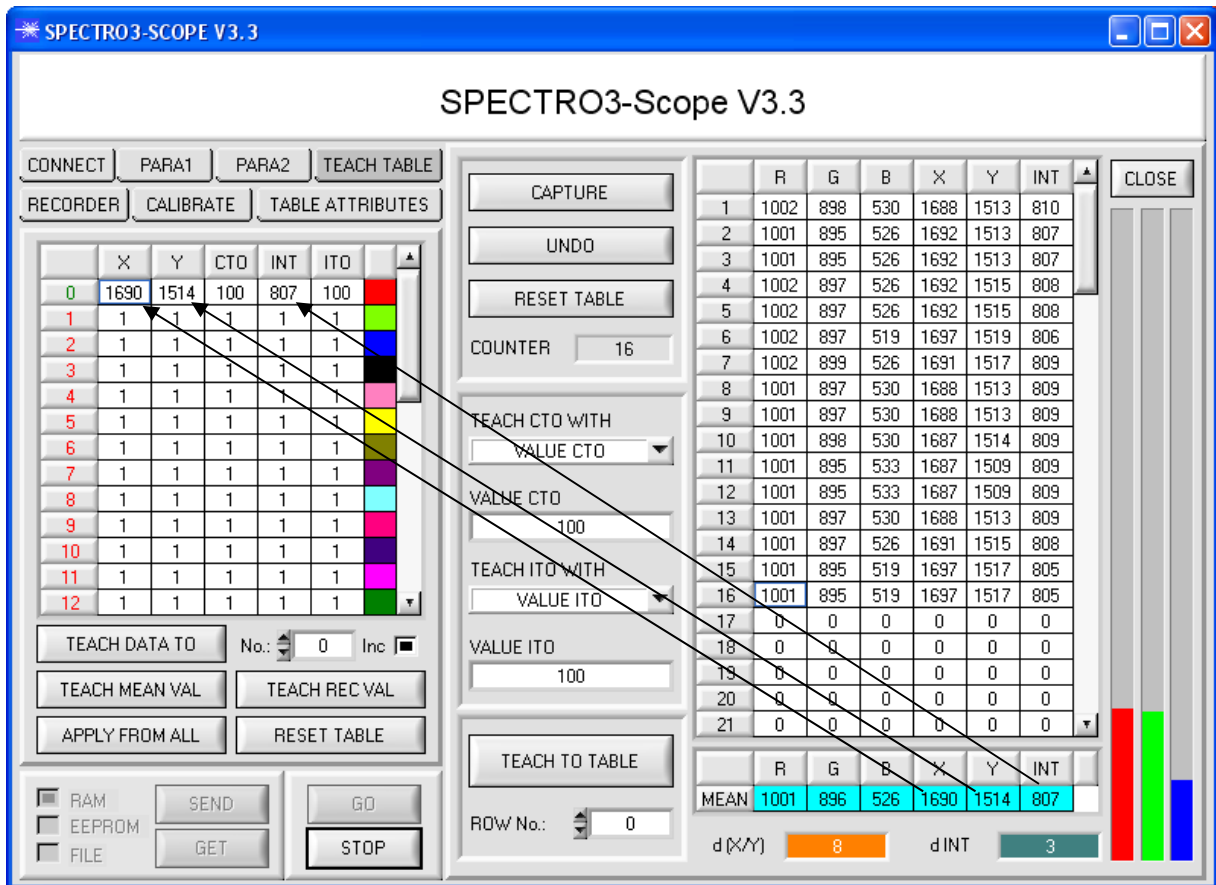 SPECTRO3-SCOPE V3.3
SPECTRO3-Scope V3.3
CONNECT PARA1 PARA2 TEACH TABLE
RECORDER CALIBRATE TABLE ATTRIBUTES
X Y CTO INT ITO
0 1690 1514 100 807 100
1 1 1 1 1 1
2 1 1 1 1 1
3 1 1 1 1 1
4 1 1 1 1 1
5 1 1 1 1 1
6 1 1 1 1 1
7 1 1 1 1 1
8 1 1 1 1 1
9 1 1 1 1 1
10 1 1 1 1 1
11 1 1 1 1 1
12 1 1 1 1 1
TEACH DATA TO No.: 0 Inc
TEACH MEAN VAL TEACH REC VAL
APPLY FROM ALL RESET TABLE
RAM
EEPROM
FILE
SEND
GET
GO
STOP
CAPTURE
UNDO
RESET TABLE
COUNTER 16
TEACH CTO WITH
VALUE CTO
VALUE CTO
100
TEACH ITO WITH
VALUE ITO
VALUE ITO
100
TEACH TO TABLE
ROW No.: 0
R G B X Y INT
1 1002 898 530 1688 1513 810
2 1001 895 526 1692 1513 807
3 1001 895 526 1692 1513 807
4 1002 897 526 1692 1515 808
5 1002 897 526 1692 1515 808
6 1002 897 519 1697 1519 806
7 1002 899 526 1691 1517 809
8 1001 897 530 1688 1513 809
9 1001 897 530 1688 1513 809
10 1001 898 530 1687 1514 809
11 1001 895 533 1687 1509 809
12 1001 895 533 1687 1509 809
13 1001 897 530 1688 1513 809
14 1001 897 526 1691 1515 808
15 1001 895 519 1697 1517 805
16 1001 895 519 1697 1517 805
17 0 0 0 0 0 0
18 0 0 0 0 0 0
19 0 0 0 0 0 0
20 0 0 0 0 0 0
21 0 0 0 0 0 0
R G B X Y INT
MEAN 1001 896 526 1690 1514 807
d (X/Y) 8 d INT 3
CLOSE